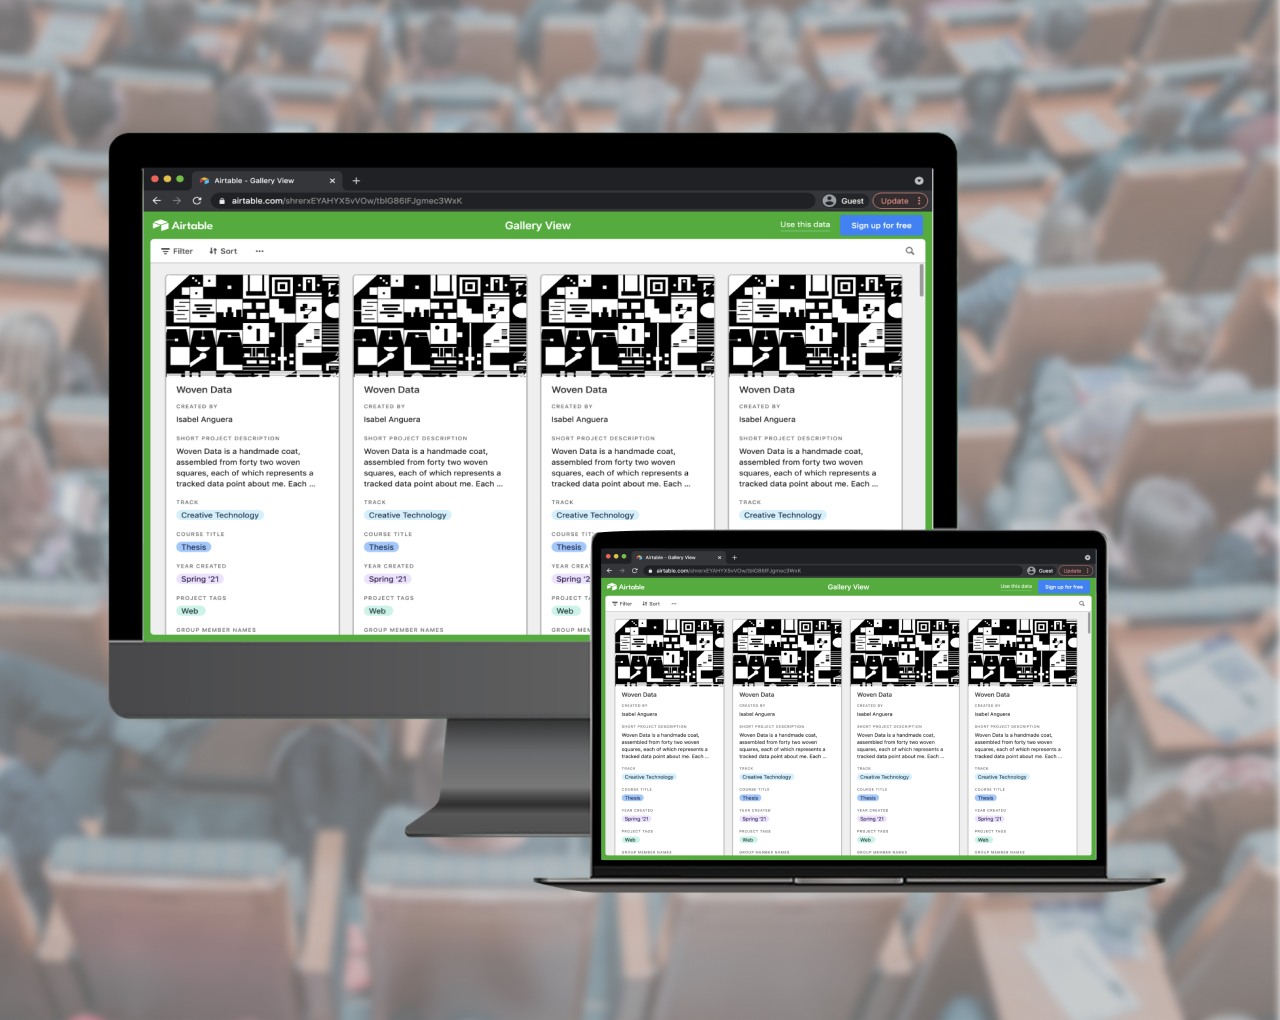 Airtable - Gallery View
airtable.com/shrerxEYAHYX5vVOw/tblG86IFJgmec3WxK
Guest
Update
Airtable
Gallery View
Use this data
Sign up for free
Filter
Sort
Woven Data
CREATED BY
Isabel Anguera
SHORT PROJECT DESCRIPTION
Woven Data is a handmade coat,
assembled from forty two woven
squares, each of which represents a
tracked data point about me. Each ...
TRACK
Creative Technology
COURSE TITLE
Thesis
YEAR CREATED
Spring '21
PROJECT TAGS
Web
GROUP MEMBER NAMES
Woven Data
CREATED BY
Isabel Anguera
SHORT PROJECT DESCRIPTION
Woven Data is a handmade coat,
assembled from forty two woven
squares, each of which represents a
tracked data point about me. Each ...
TRACK
Creative Technology
COURSE TITLE
Thesis
YEAR CREATED
Spring '21
PROJECT TAGS
Web
GROUP MEMBER NAMES
Woven Data
CREATED BY
Isabel Anguera
SHORT PROJECT DESCRIPTION
Woven Data is a handmade coat,
assembled from forty two woven
squares, each of which represents a
tracked data point about me. Each ...
TRACK
Creative Technology
COURSE TITLE
Thesis
YEAR CREA
Spring '2
PROJECT T
Web
GROUP MEM
Woven Data
CREATED BY
Isabel Anguera
SHORT PROJECT DESCRIPTION
Woven Data is a handmade coat,
assembled from forty two woven
squares, each of which represents a
tracked data point about me. Each ...
TRACK
Creative Technology
Airtable - Gallery View
airtable.com/shrerxEYAHYX5vVOw/tblG86IFJgmec3WxK
Guest
Update
Airtable
Gallery View
Use this data
Sign up for free
Filter
Sort
Woven Data
CREATED BY
Isabel Anguera
SHORT PROJECT DESCRIPTION
Woven Data is a handmade coat,
assembled from forty two woven
squares, each of which represents a
tracked data point about me. Each ...
TRACK
Creative Technology
COURSE TITLE
Thesis
YEAR CREATED
Spring '21
PROJECT TAGS
Web
GROUP MEMBER NAMES
Woven Data
CREATED BY
Isabel Anguera
SHORT PROJECT DESCRIPTION
Woven Data is a handmade coat,
assembled from forty two woven
squares, each of which represents a
tracked data point about me. Each ...
TRACK
Creative Technology
COURSE TITLE
Thesis
YEAR CREATED
Spring '21
PROJECT TAGS
Web
GROUP MEMBER NAMES
Woven Data
CREATED BY
Isabel Anguera
SHORT PROJECT DESCRIPTION
Woven Data is a handmade coat,
assembled from forty two woven
squares, each of which represents a
tracked data point about me. Each ...
TRACK
Creative Technology
COURSE TITLE
Thesis
YEAR CREATED
Spring '21
PROJECT TAGS
Web
GROUP MEMBER NAMES
Woven Data
CREATED BY
Isabel Anguera
SHORT PROJECT DESCRIPTION
Woven Data is a handmade coat,
assembled from forty two woven
squares, each of which represents a
tracked data point about me. Each ...
TRACK
Creative Technology
COURSE TITLE
Thesis
YEAR CREATED
Spring '21
PROJECT TAGS
Web
GROUP MEMBER NAMES